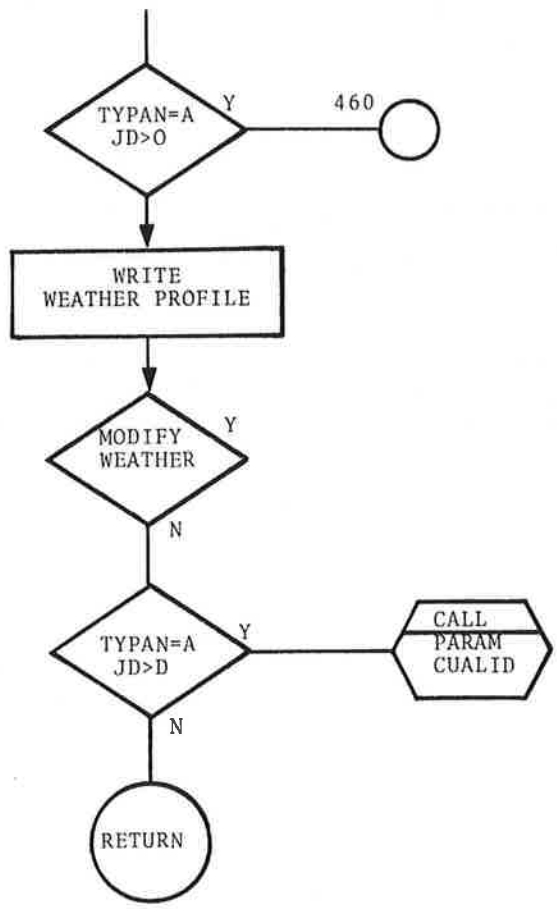 TYPAN=A Y 460
JD>O
WRITE
WEATHER PROFILE
MODIFY Y
WEATHER
N
TYPAN=A Y
JD>D
CALL
PARAM
CUALID
N
RETURN